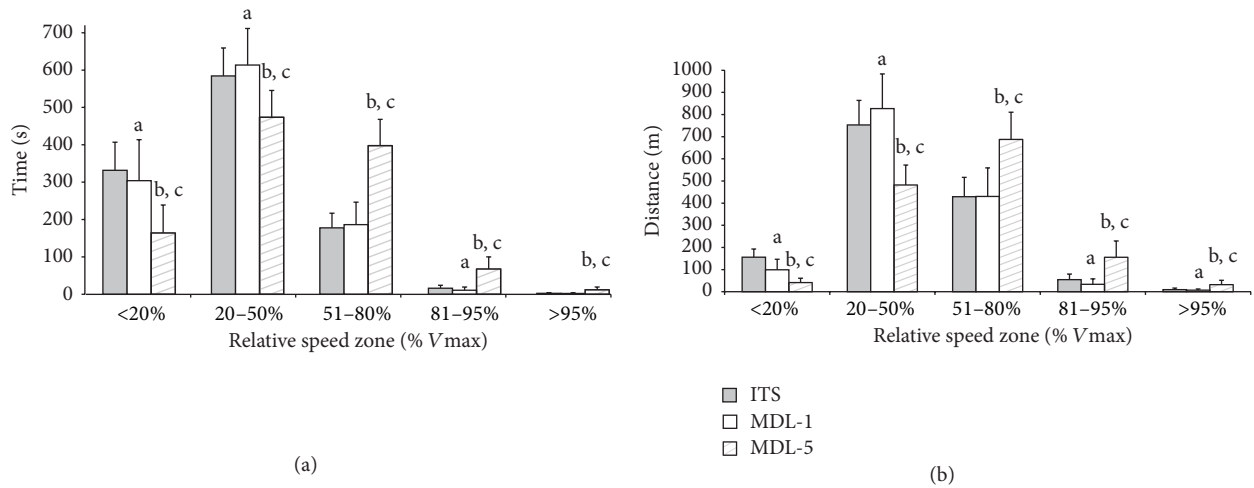 700
600
500
400
300
200
100
0
Time (s)
a
b, c
a
b, c
b, c
a
b, c
b, c
<20% 20–50% 51–80% 81–95% >95%
Relative speed zone (% Vmax)
(a)
1000
900
800
700
600
500
400
300
200
100
0
Distance (m)
a
b, c
a
b, c
b, c
a
b, c
a
b, c
<20% 20–50% 51–80% 81–95% >95%
Relative speed zone (% Vmax)
ITS
MDL-1
MDL-5
(b)